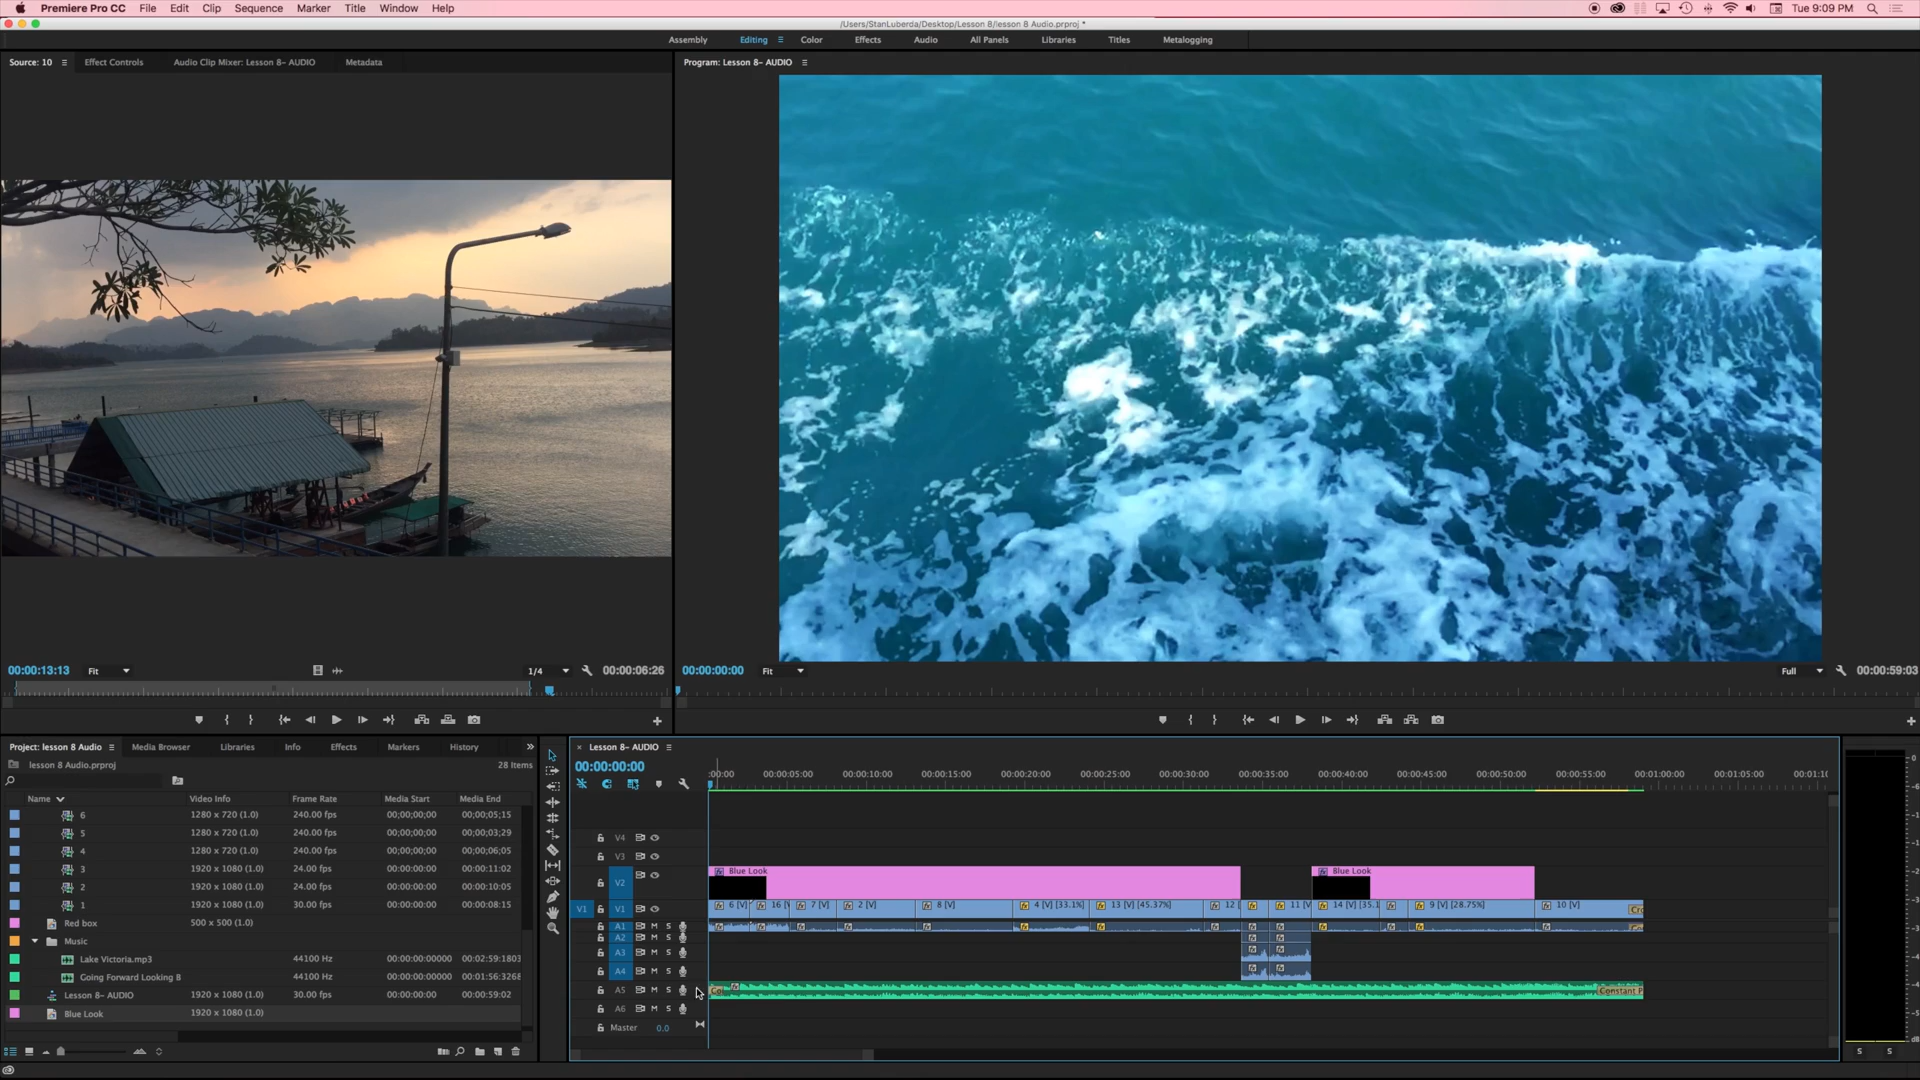 Premiere Pro CC File Edit Clip Sequence Marker Title Window Help Tue 9:09 PM
/Users/StanLuberda/Desktop/Lesson 8/lesson 8 Audio.prproj *
Assembly Editing Color Effects Audio All Panels Libraries Titles Metalogging
Source: 10 Effect Controls Audio Clip Mixer: Lesson 8- AUDIO Metadata
Program: Lesson 8- AUDIO
00:00:13:13 Fit 1/4 00:00:06:26
00:00:00:00 Fit Full 00:00:59:03
Project: lesson 8 Audio Media Browser Libraries Info Effects Markers History
lesson 8 Audio.prproj 28 Items
Name Video Info Frame Rate Media Start Media End
6 1280 x 720 (1.0) 240.00 fps 00;00;00;00 00;00;05;15
5 1280 x 720 (1.0) 240.00 fps 00;00;00;00 00;00;03;29
4 1280 x 720 (1.0) 240.00 fps 00;00;00;00 00;00;06;05
3 1920 x 1080 (1.0) 24.00 fps 00:00:00:00 00:00:11:02
2 1920 x 1080 (1.0) 24.00 fps 00:00:00:00 00:00:10:05
1 1920 x 1080 (1.0) 30.00 fps 00:00:00:00 00:00:08:15
Red box 500 x 500 (1.0)
Music
Lake Victoria.mp3 44100 Hz 00:00:00:00000 00:02:59:1803
Going Forward Looking B 44100 Hz 00:00:00:00000 00:01:56:3268
Lesson 8- AUDIO 1920 x 1080 (1.0) 30.00 fps 00:00:00:00 00:00:59:02
Blue Look 1920 x 1080 (1.0)
Lesson 8- AUDIO
00:00:00:00
:00:00 00:00:05:00 00:00:10:00 00:00:15:00 00:00:20:00 00:00:25:00 00:00:30:00 00:00:35:00 00:00:40:00 00:00:45:00 00:00:50:00 00:00:55:00 00:01:00:00 00:01:05:00 00:01:10
V4
V3
V2 Blue Look Blue Look
V1 V1 6 [V] 16 [V 7 [V] 2 [V] 8 [V] 4 [V] [33.1%] 13 [V] [45.37%] 12 [ 11 [V 14 [V] [35.1 9 [V] [28.75%] 10 [V] Cro
A1 M S
A2 M S
A3 M S
A4 M S
A5 M S Co Constant P
A6 M S
Master 0.0
S S